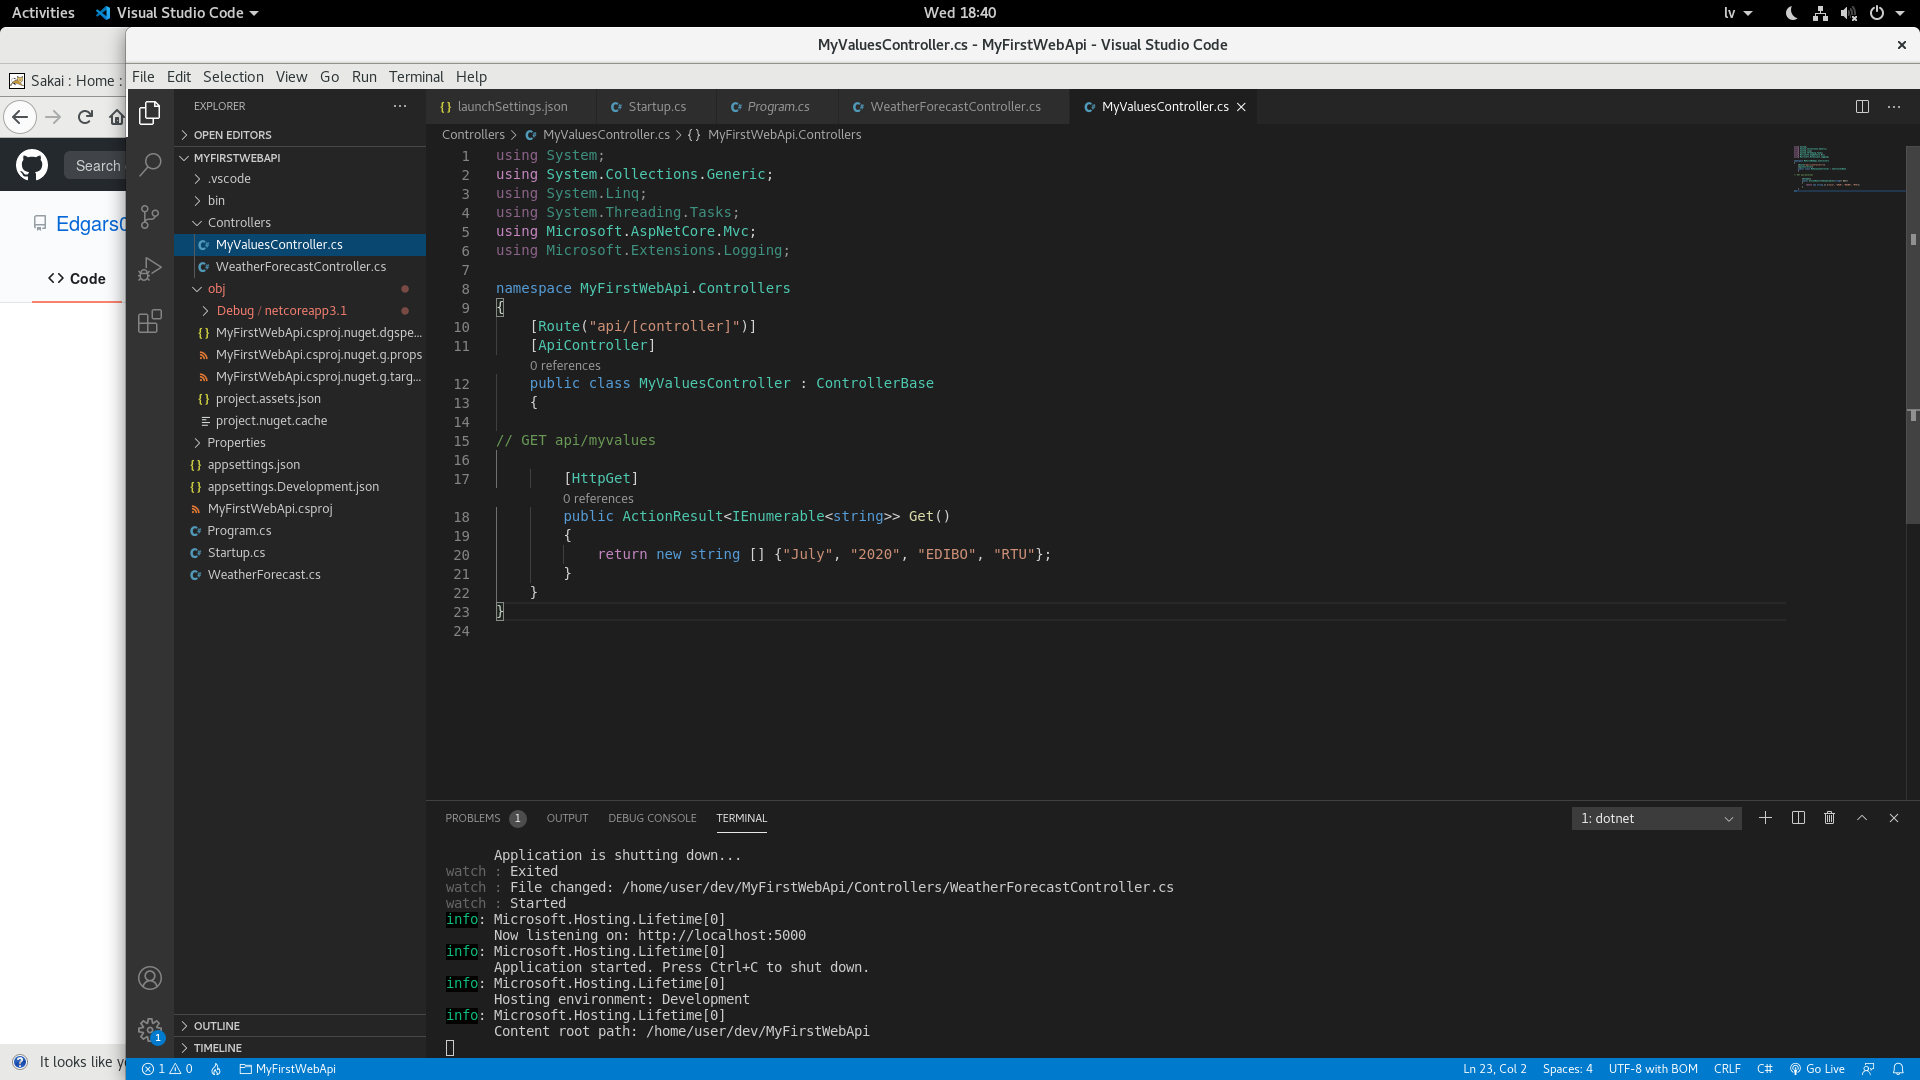 Activities Visual Studio Code Wed 18:40 lv
MyValuesController.cs - MyFirstWebApi - Visual Studio Code
Sakai : Home :
File Edit Selection View Go Run Terminal Help
EXPLORER
launchSettings.json Startup.cs Program.cs WeatherForecastController.cs MyValuesController.cs
OPEN EDITORS
Controllers > MyValuesController.cs > {} MyFirstWebApi.Controllers
Search
Edgars
<> Code
MYFIRSTWEBAPI
.vscode
bin
Controllers
MyValuesController.cs
WeatherForecastController.cs
obj
Debug / netcoreapp3.1
MyFirstWebApi.csproj.nuget.dgspe...
MyFirstWebApi.csproj.nuget.g.props
MyFirstWebApi.csproj.nuget.g.targ...
project.assets.json
project.nuget.cache
Properties
appsettings.json
appsettings.Development.json
MyFirstWebApi.csproj
Program.cs
Startup.cs
WeatherForecast.cs
OUTLINE
TIMELINE
1 using System;
2 using System.Collections.Generic;
3 using System.Linq;
4 using System.Threading.Tasks;
5 using Microsoft.AspNetCore.Mvc;
6 using Microsoft.Extensions.Logging;
7
8 namespace MyFirstWebApi.Controllers
9 {
10 [Route("api/[controller]")]
11 [ApiController]
0 references
12 public class MyValuesController : ControllerBase
13 {
14
15 // GET api/myvalues
16
17 [HttpGet]
0 references
18 public ActionResult<IEnumerable<string>> Get()
19 {
20 return new string [] {"July", "2020", "EDIBO", "RTU"};
21 }
22 }
23 }
24
PROBLEMS 1 OUTPUT DEBUG CONSOLE TERMINAL 1: dotnet
Application is shutting down...
watch : Exited
watch : File changed: /home/user/dev/MyFirstWebApi/Controllers/WeatherForecastController.cs
watch : Started
info: Microsoft.Hosting.Lifetime[0]
Now listening on: http://localhost:5000
info: Microsoft.Hosting.Lifetime[0]
Application started. Press Ctrl+C to shut down.
info: Microsoft.Hosting.Lifetime[0]
Hosting environment: Development
info: Microsoft.Hosting.Lifetime[0]
Content root path: /home/user/dev/MyFirstWebApi
1
It looks like
1 0 MyFirstWebApi Ln 23, Col 2 Spaces: 4 UTF-8 with BOM CRLF C# Go Live